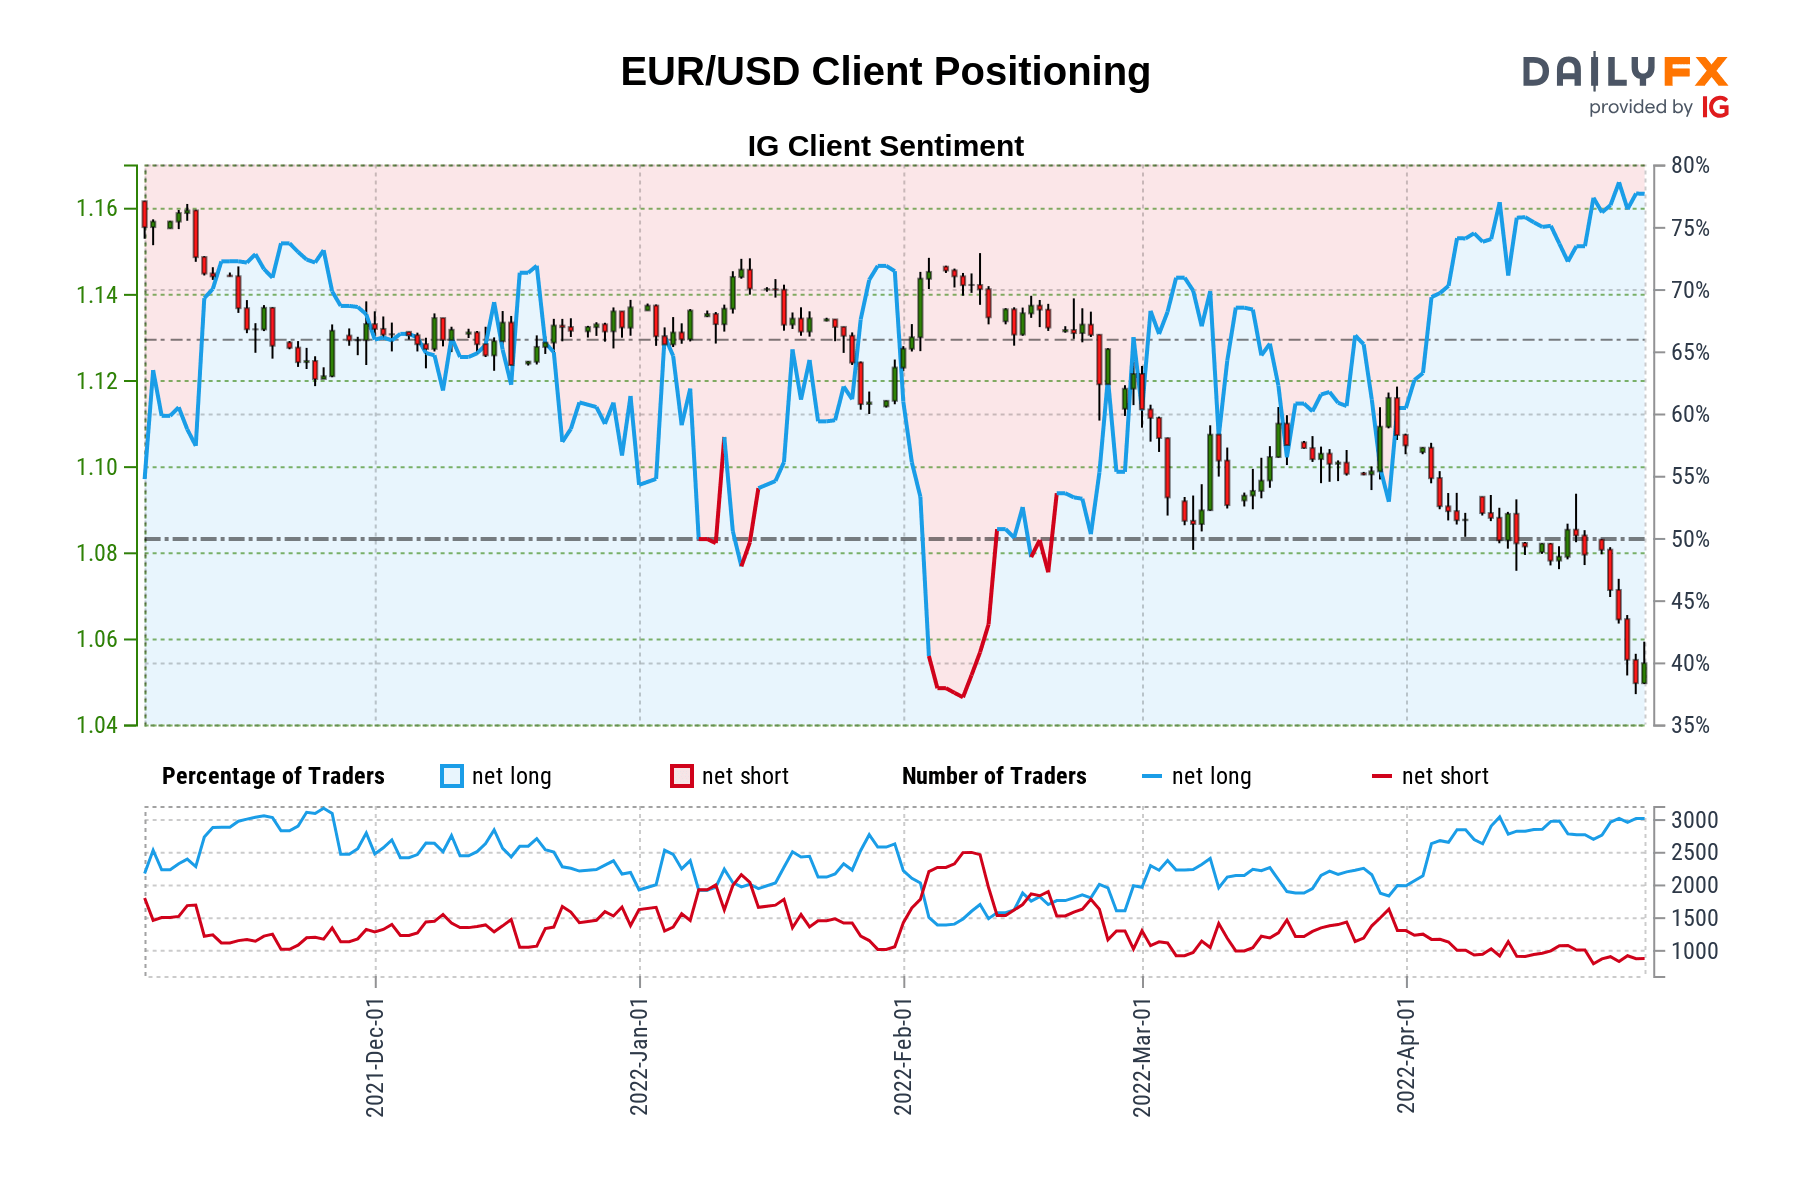 EUR/USD Client Positioning
DAILYFX
provided by IG
IG Client Sentiment
1.16
1.14
1.12
1.10
1.08
1.06
1.04
80%
75%
70%
65%
60%
55%
50%
45%
40%
35%
Percentage of Traders net long net short Number of Traders net long net short
3000
2500
2000
1500
1000
2021-Dec-01
2022-Jan-01
2022-Feb-01
2022-Mar-01
2022-Apr-01